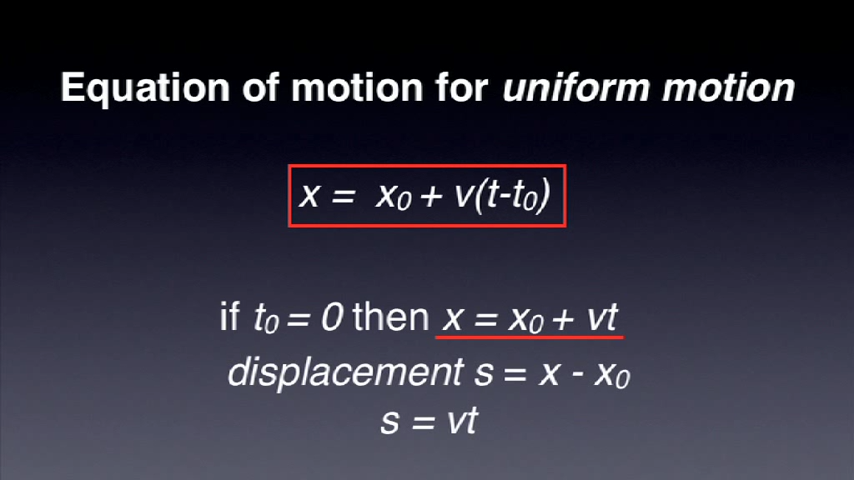 Equation of motion for uniform motion
x = x₀ + v(t-t₀)
if t₀ = 0 then x = x₀ + vt
displacement s = x - x₀
s = vt